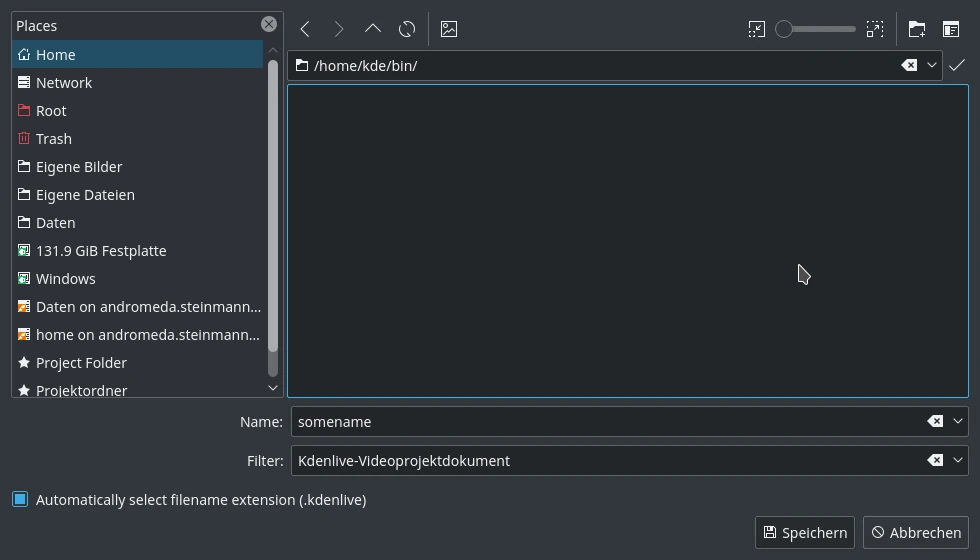 Places
Home
Network
Root
Trash
Eigene Bilder
Eigene Dateien
Daten
131.9 GiB Festplatte
Windows
Daten on andromeda.steinmann...
home on andromeda.steinmann...
Project Folder
Projektordner
/home/kde/bin/
Name: somename
Filter: Kdenlive-Videoprojektdokument
Automatically select filename extension (.kdenlive)
Speichern Abbrechen